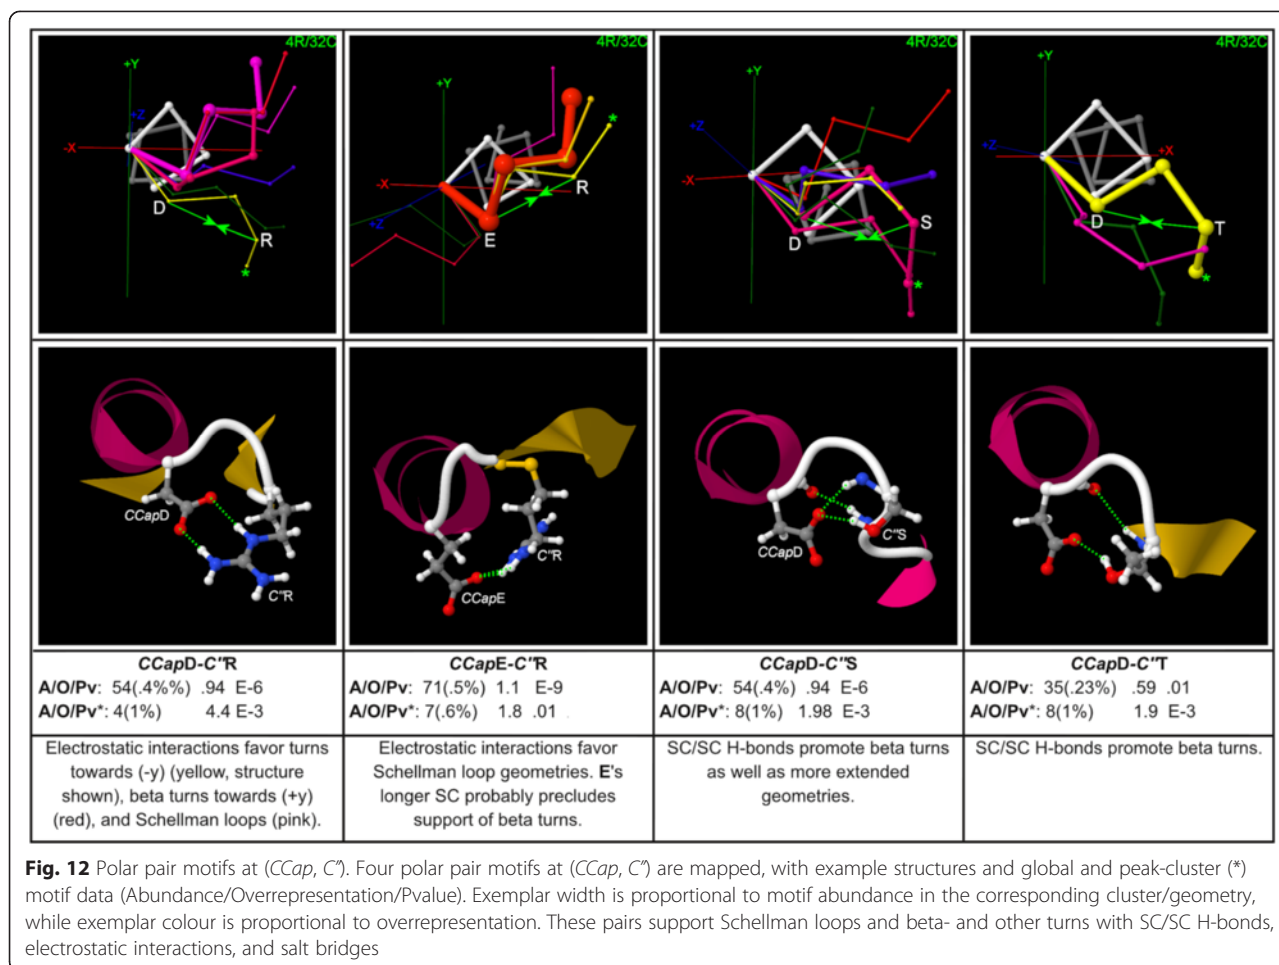 4R/32C
4R/32C
4R/32C
4R/32C
+Y
+Z
-X
D
R
*
+Y
-X
+Z
E
R
*
+Y
+Z
-X
D
S
*
+Y
+Z
+X
D
T
*
CCapD
C"R
C"R
CCapE
CCapD
C"S
CCapD-C"R
A/O/Pv: 54(.4%%) .94 E-6
A/O/Pv*: 4(1%) 4.4 E-3
Electrostatic interactions favor turns
towards (-y) (yellow, structure
shown), beta turns towards (+y)
(red), and Schellman loops (pink).
CCapE-C"R
A/O/Pv: 71(.5%) 1.1 E-9
A/O/Pv*: 7(.6%) 1.8 .01
Electrostatic interactions favor
Schellman loop geometries. E's
longer SC probably precludes
support of beta turns.
CCapD-C"S
A/O/Pv: 54(.4%) .94 E-6
A/O/Pv*: 8(1%) 1.98 E-3
SC/SC H-bonds promote beta turns
as well as more extended
geometries.
CCapD-C"T
A/O/Pv: 35(.23%) .59 .01
A/O/Pv*: 8(1%) 1.9 E-3
SC/SC H-bonds promote beta turns.
Fig. 12 Polar pair motifs at (CCap, C"). Four polar pair motifs at (CCap, C") are mapped, with example structures and global and peak-cluster (*)
motif data (Abundance/Overrepresentation/Pvalue). Exemplar width is proportional to motif abundance in the corresponding cluster/geometry,
while exemplar colour is proportional to overrepresentation. These pairs support Schellman loops and beta- and other turns with SC/SC H-bonds,
electrostatic interactions, and salt bridges